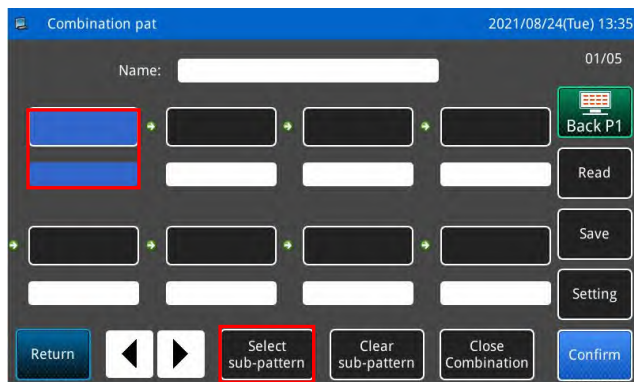 Combination pat
2021/08/24(Tue) 13:35
Name:
01/05
Back P1
Read
Save
Setting
Return
Select
sub-pattern
Clear
sub-pattern
Close
Combination
Confirm